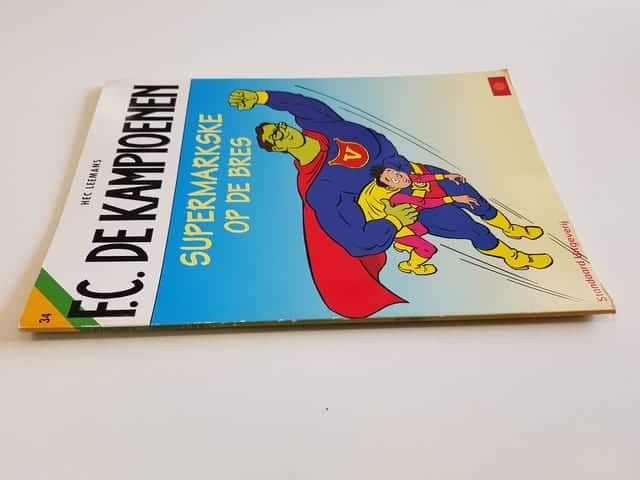 HEC LEEMANS
F.C. DE KAMPIOENEN
34
SUPERMARKSKE
OP DE BRES
V
Standaard Uitgeverij